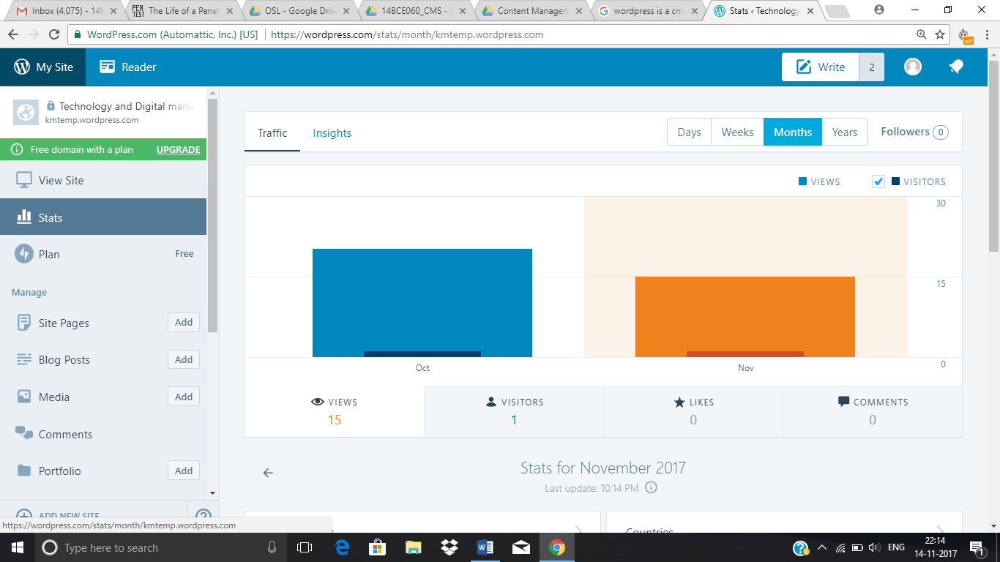 Inbox (4,075) - 14b
PEN TEST The Life of a Penet
OSL - Google Drive
14BCE060_CMS - G
Content Managem
wordpress is a cms
Stats ‹ Technology
WordPress.com (Automattic, Inc.) [US] https://wordpress.com/stats/month/kmtemp.wordpress.com
off
My Site
Reader
Write 2
Technology and Digital mark
kmtemp.wordpress.com
Free domain with a plan UPGRADE
View Site
Stats
Plan Free
Manage
Site Pages Add
Blog Posts Add
Media Add
Comments
Portfolio Add
ADD NEW SITE
https://wordpress.com/stats/month/kmtemp.wordpress.com
Traffic Insights Days Weeks Months Years Followers 0
VIEWS VISITORS
30
15
0
Oct Nov
VIEWS VISITORS LIKES COMMENTS
15 1 0 0
Stats for November 2017
Last update: 10:14 PM
Countries
Type here to search
ENG
22:14
14-11-2017
1